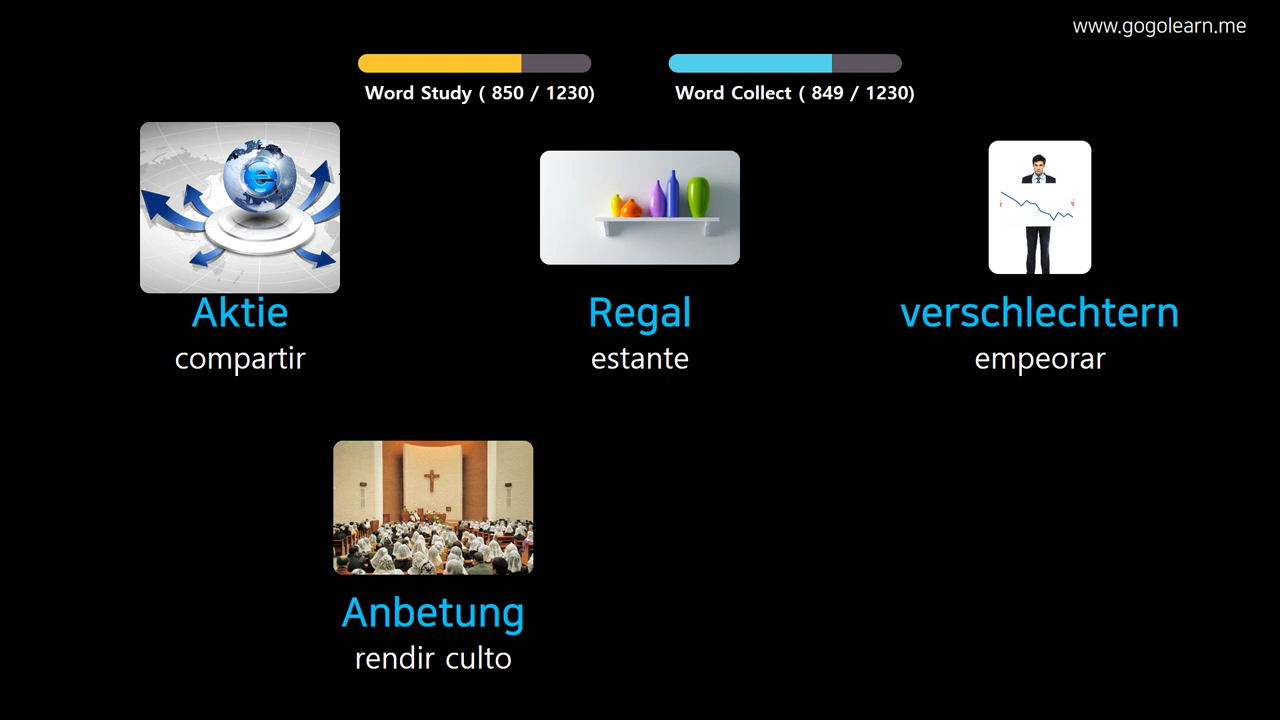 www.gogolearn.me
Word Study ( 850 / 1230)
Word Collect ( 849 / 1230)
Aktie
compartir
Regal
estante
verschlechtern
empeorar
Anbetung
rendir culto